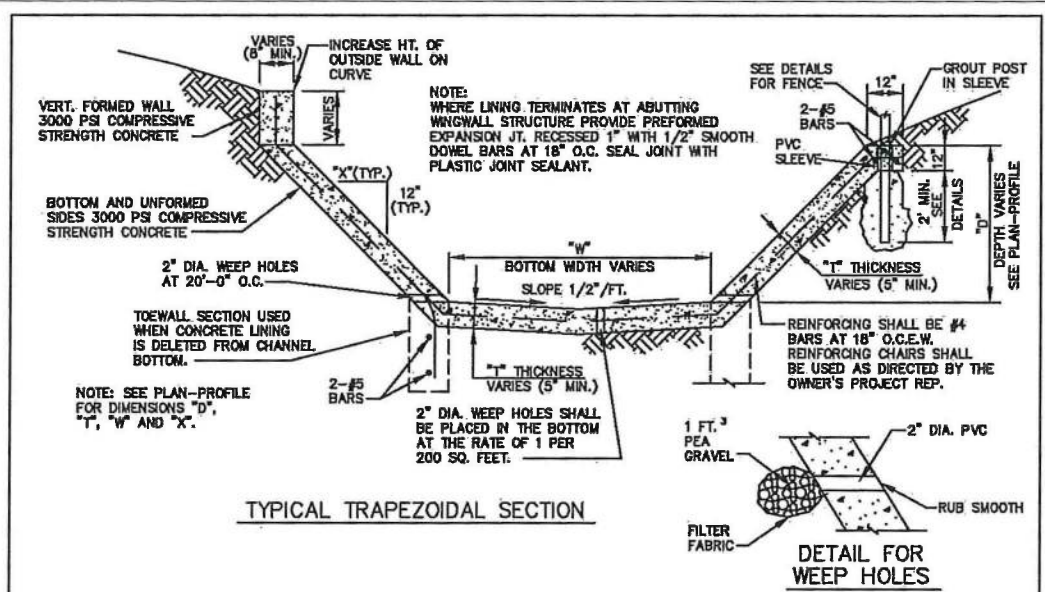 VARIES
(8" MIN.)
INCREASE HT. OF
OUTSIDE WALL ON
CURVE
VERT. FORMED WALL
3000 PSI COMPRESSIVE
STRENGTH CONCRETE
VARIES
NOTE:
WHERE LINING TERMINATES AT ABUTTING
WINGWALL STRUCTURE PROVIDE PREFORMED
EXPANSION JT. RECESSED 1" WITH 1/2" SMOOTH
DOWEL BARS AT 18" O.C. SEAL JOINT WITH
PLASTIC JOINT SEALANT.
SEE DETAILS
FOR FENCE
12"
GROUT POST
IN SLEEVE
2-#5
BARS
PVC
SLEEVE
12"
2' MIN.
SEE
DETAILS
"D"
DEPTH VARIES
SEE PLAN-PROFILE
"X"(TYP.)
12"
(TYP.)
BOTTOM AND UNFORMED
SIDES 3000 PSI COMPRESSIVE
STRENGTH CONCRETE
"W"
BOTTOM WIDTH VARIES
SLOPE 1/2"/FT.
"T" THICKNESS
VARIES (5" MIN.)
2" DIA. WEEP HOLES
AT 20'-0" O.C.
TOEWALL SECTION USED
WHEN CONCRETE LINING
IS DELETED FROM CHANNEL
BOTTOM.
2-#5
BARS
"T" THICKNESS
VARIES (5" MIN.)
REINFORCING SHALL BE #4
BARS AT 18" O.C.E.W.
REINFORCING CHAIRS SHALL
BE USED AS DIRECTED BY THE
OWNER'S PROJECT REP.
NOTE: SEE PLAN-PROFILE
FOR DIMENSIONS "D",
"T", "W" AND "X".
2" DIA. WEEP HOLES SHALL
BE PLACED IN THE BOTTOM
AT THE RATE OF 1 PER
200 SQ. FEET.
TYPICAL TRAPEZOIDAL SECTION
1 FT.³
PEA
GRAVEL
2" DIA. PVC
RUB SMOOTH
FILTER
FABRIC
DETAIL FOR
WEEP HOLES